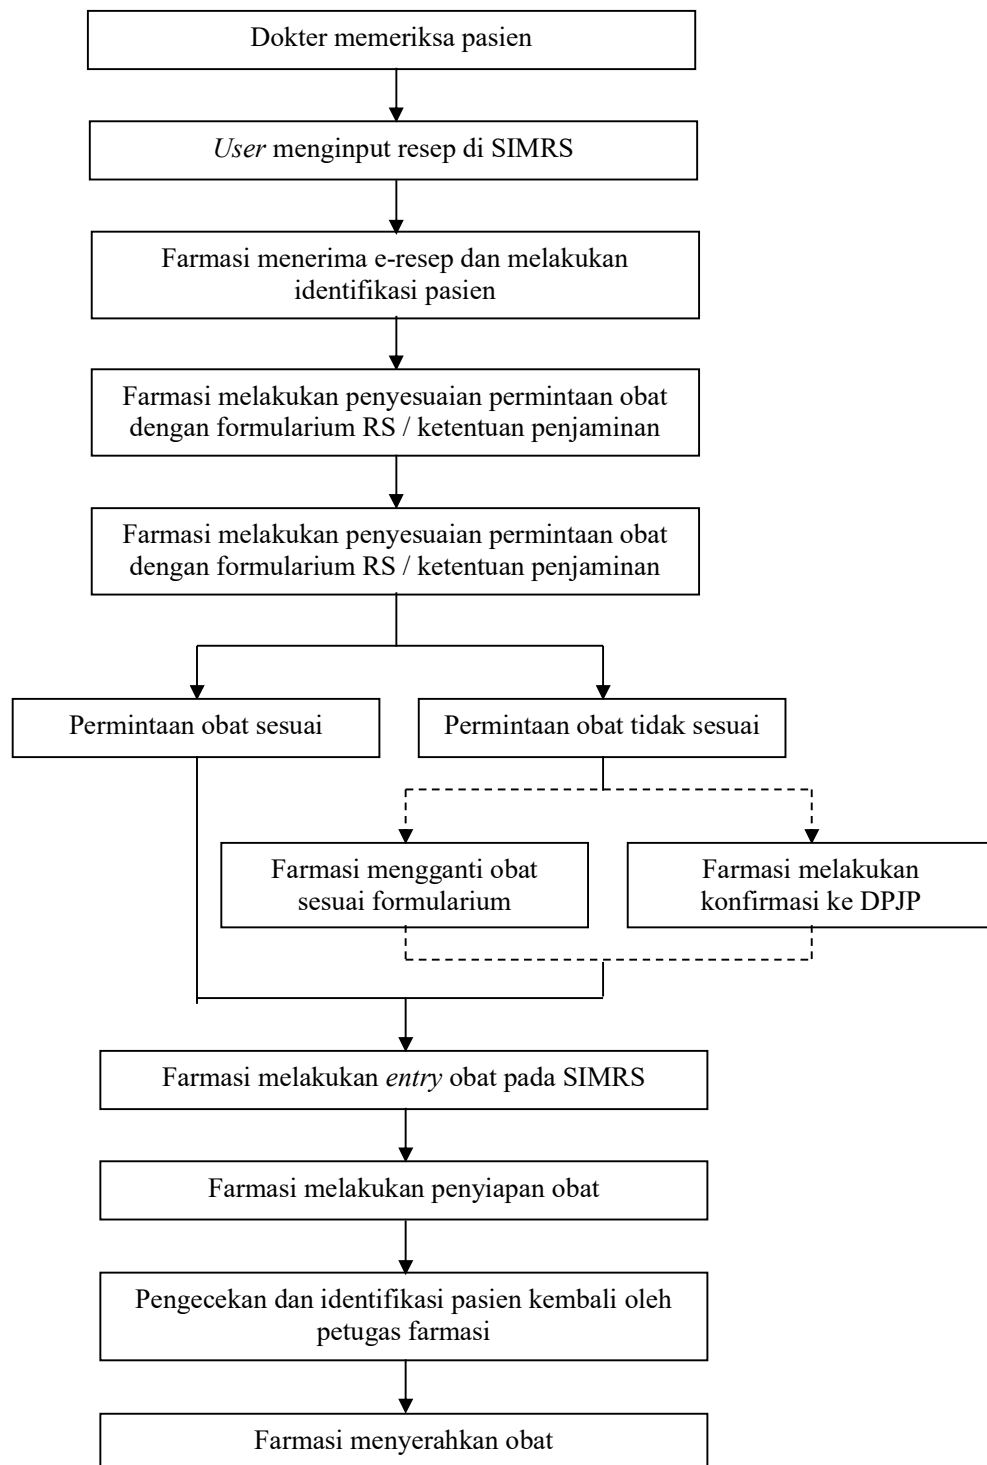 Dokter memeriksa pasien
User menginput resep di SIMRS
Farmasi menerima e-resep dan melakukan
identifikasi pasien
Farmasi melakukan penyesuaian permintaan obat
dengan formularium RS / ketentuan penjaminan
Farmasi melakukan penyesuaian permintaan obat
dengan formularium RS / ketentuan penjaminan
Permintaan obat sesuai
Permintaan obat tidak sesuai
Farmasi mengganti obat
sesuai formularium
Farmasi melakukan
konfirmasi ke DPJP
Farmasi melakukan entry obat pada SIMRS
Farmasi melakukan penyiapan obat
Pengecekan dan identifikasi pasien kembali oleh
petugas farmasi
Farmasi menyerahkan obat